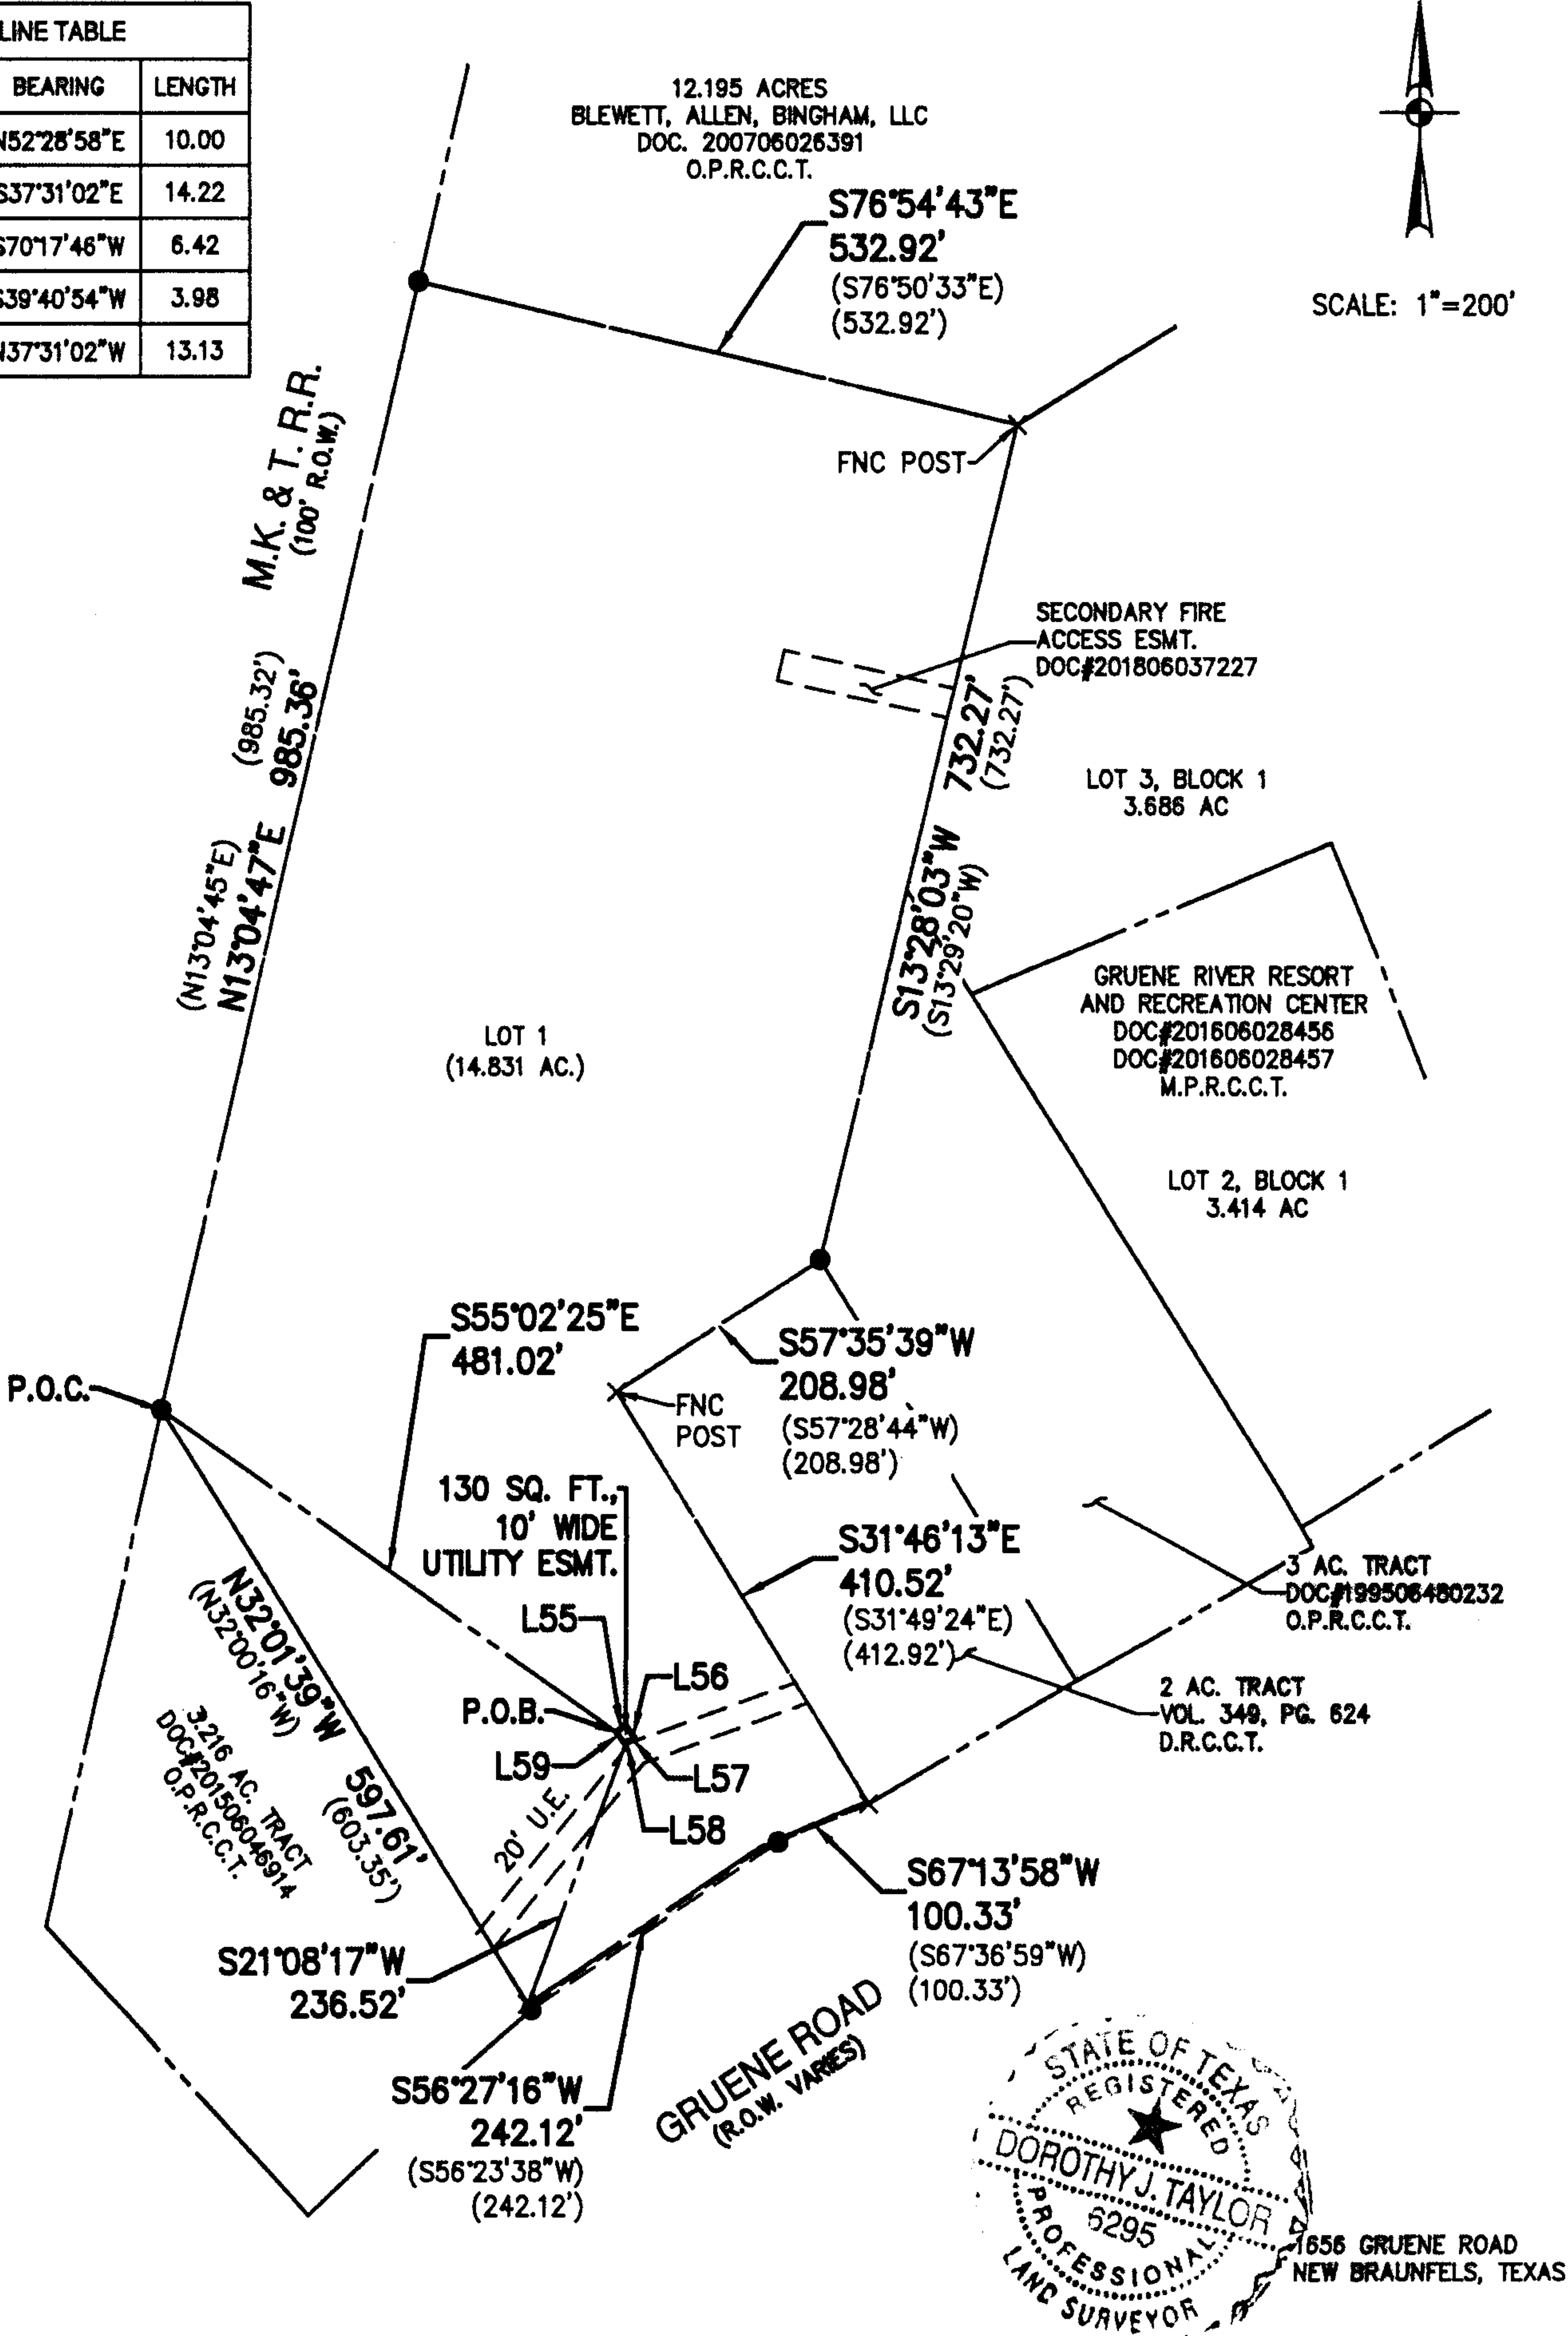 LINE TABLE
BEARING LENGTH
N52°28'58"E 10.00
S37°31'02"E 14.22
S70°17'46"W 6.42
S39°40'54"W 3.98
N37°31'02"W 13.13
12.195 ACRES
BLEWETT, ALLEN, BINGHAM, LLC
DOC. 200706026391
O.P.R.C.C.T.
S76°54'43"E
532.92'
(S76°50'33"E)
(532.92')
SCALE: 1"=200'
FNC POST
M.K. & T. R.R.
(100' R.O.W.)
SECONDARY FIRE
ACCESS ESMT.
DOC#201806037227
(985.32')
985.36'
(N13°04'45"E)
N13°04'47"E
732.27'
(732.27')
S13°28'03"W
(S13°29'20"W)
LOT 3, BLOCK 1
3.686 AC
GRUENE RIVER RESORT
AND RECREATION CENTER
DOC#201606028456
DOC#201606028457
M.P.R.C.C.T.
LOT 1
(14.831 AC.)
LOT 2, BLOCK 1
3.414 AC
S55°02'25"E
481.02'
P.O.C.
S57°35'39"W
208.98'
(S57°28'44"W)
(208.98')
FNC
POST
130 SQ. FT.,
10' WIDE
UTILITY ESMT.
S31°46'13"E
410.52'
(S31°49'24"E)
(412.92')
3 AC. TRACT
DOC#199506480232
O.P.R.C.C.T.
2 AC. TRACT
VOL. 349, PG. 624
D.R.C.C.T.
L55
L56
P.O.B.
L59
L57
L58
20' U.E.
N32°01'39"W 597.61'
(N32°00'16"W) (603.35')
3.216 AC. TRACT
DOC#201506046914
O.P.R.C.C.T.
S21°08'17"W
236.52'
S67°13'58"W
100.33'
(S67°36'59"W)
(100.33')
S56°27'16"W
242.12'
(S56°23'38"W)
(242.12')
GRUENE ROAD
(R.O.W. VARIES)
STATE OF TEXAS
REGISTERED
DOROTHY J. TAYLOR
6295
PROFESSIONAL
LAND SURVEYOR
1656 GRUENE ROAD
NEW BRAUNFELS, TEXAS